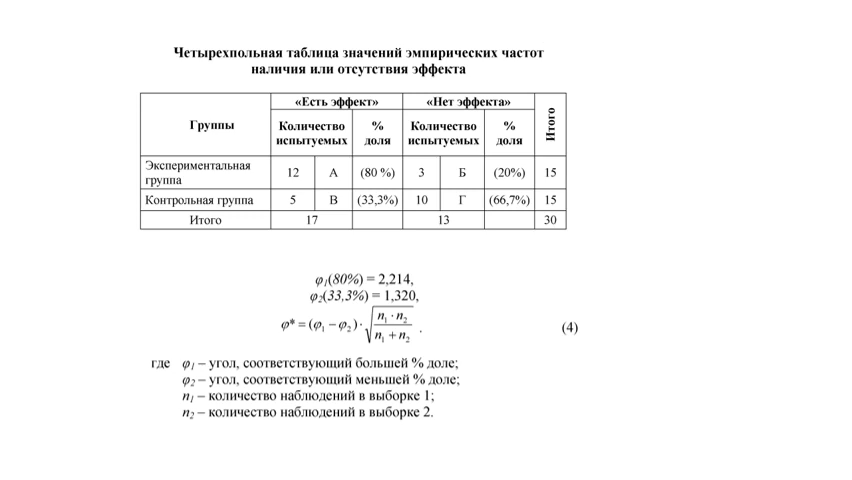 Четырехпольная таблица значений эмпирических частот
наличия или отсутствия эффекта
Группы «Есть эффект» «Нет эффекта» Итого
Количество испытуемых % доля Количество испытуемых % доля
Экспериментальная группа 12 А (80 %) 3 Б (20%) 15
Контрольная группа 5 В (33,3%) 10 Г (66,7%) 15
Итого 17 13 30
φ1(80%) = 2,214,
φ2(33,3%) = 1,320,
φ* = (φ1 – φ2) · √(n1 · n2 / n1 + n2) . (4)
где φ1 – угол, соответствующий большей % доле;
φ2 – угол, соответствующий меньшей % доле;
n1 – количество наблюдений в выборке 1;
n2 – количество наблюдений в выборке 2.